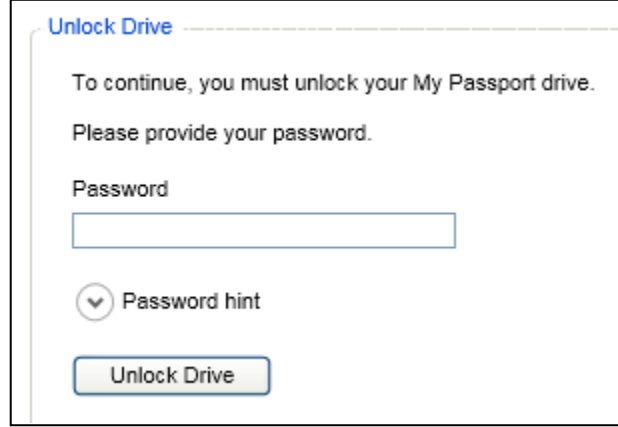 Unlock Drive
To continue, you must unlock your My Passport drive.
Please provide your password.
Password
Password hint
Unlock Drive